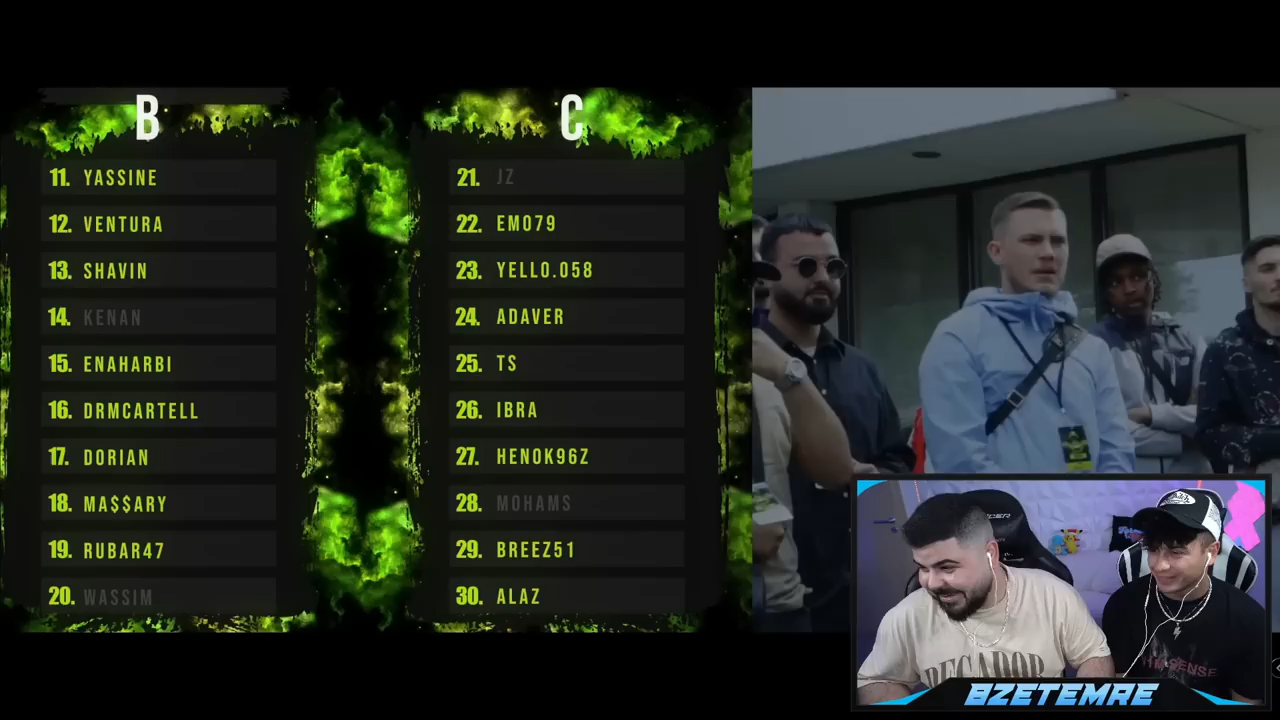 B
11. YASSINE
12. VENTURA
13. SHAVIN
14. KENAN
15. ENAHARBI
16. DRMCARTELL
17. DORIAN
18. MA$$ARY
19. RUBAR47
20. WASSIM
C
21. JZ
22. EMO79
23. YELLO.058
24. ADAVER
25. TS
26. IBRA
27. HENOK96Z
28. MOHAMS
29. BREEZ51
30. ALAZ
PEGADOR
BZETEMRE